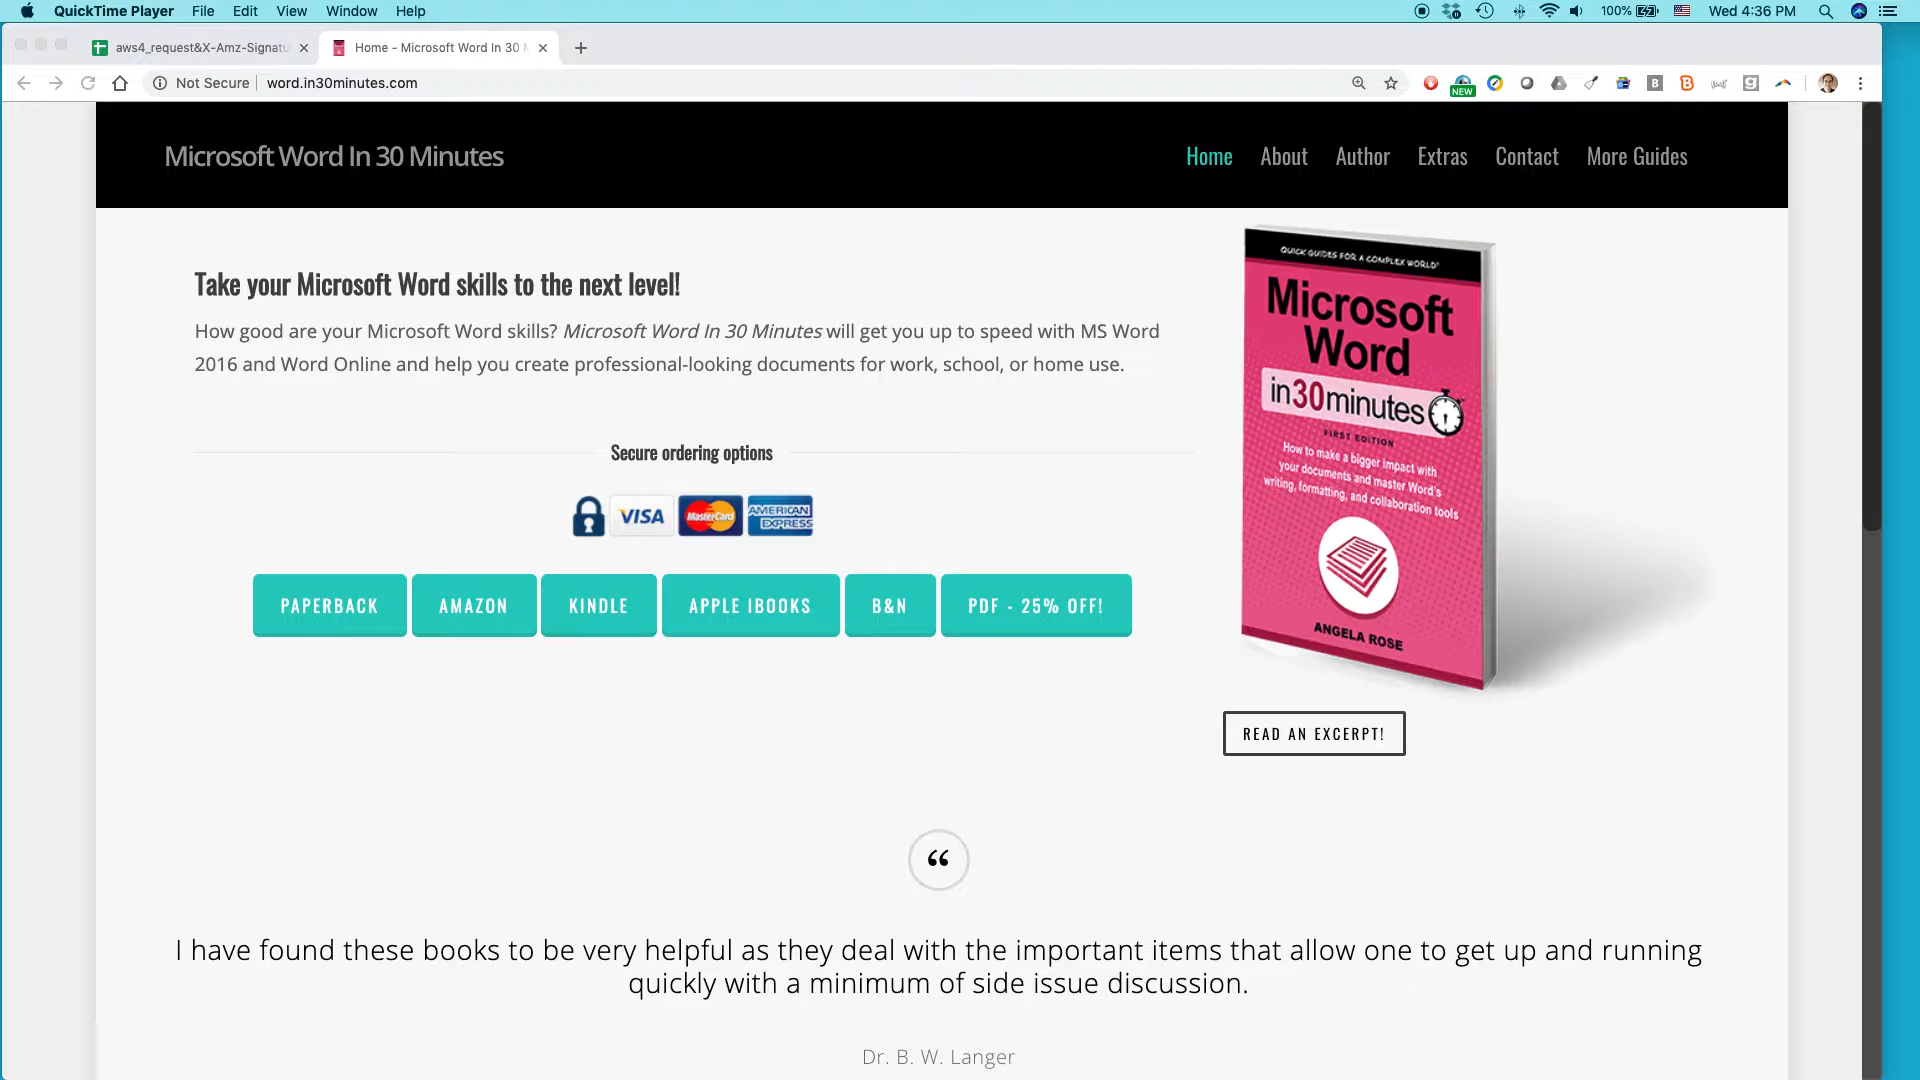 QuickTime Player File Edit View Window Help 100% Wed 4:36 PM
aws4_request&X-Amz-Signatu
Home - Microsoft Word In 30 M
Not Secure word.in30minutes.com
NEW
Microsoft Word In 30 Minutes
Home About Author Extras Contact More Guides
Take your Microsoft Word skills to the next level!
How good are your Microsoft Word skills? Microsoft Word In 30 Minutes will get you up to speed with MS Word
2016 and Word Online and help you create professional-looking documents for work, school, or home use.
Secure ordering options
VISA MasterCard AMERICAN EXPRESS
PAPERBACK AMAZON KINDLE APPLE IBOOKS B&N PDF - 25% OFF!
QUICK GUIDES FOR A COMPLEX WORLD®
Microsoft
Word
in30minutes
FIRST EDITION
How to make a bigger impact with
your documents and master Word's
writing, formatting, and collaboration tools
ANGELA ROSE
READ AN EXCERPT!
“
I have found these books to be very helpful as they deal with the important items that allow one to get up and running
quickly with a minimum of side issue discussion.
Dr. B. W. Langer